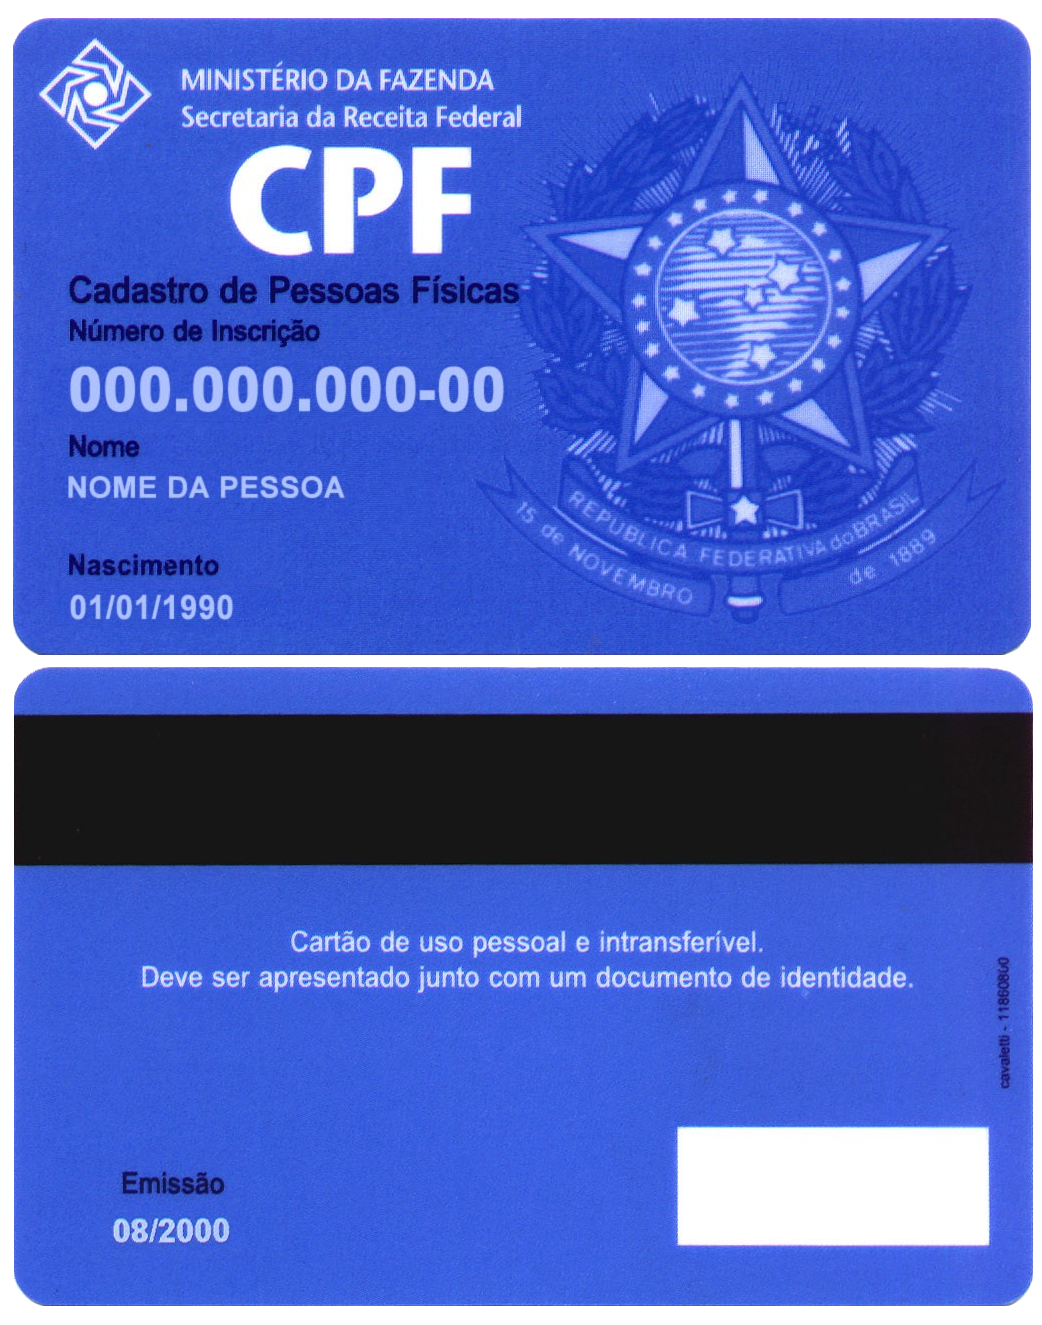 MINISTÉRIO DA FAZENDA
Secretaria da Receita Federal
CPF
Cadastro de Pessoas Físicas
Número de Inscrição
000.000.000-00
Nome
NOME DA PESSOA
Nascimento
01/01/1990
REPUBLICA FEDERATIVA do BRASIL
15 de NOVEMBRO de 1889
Cartão de uso pessoal e intransferível.
Deve ser apresentado junto com um documento de identidade.
cavaletti - 11860800
Emissão
08/2000